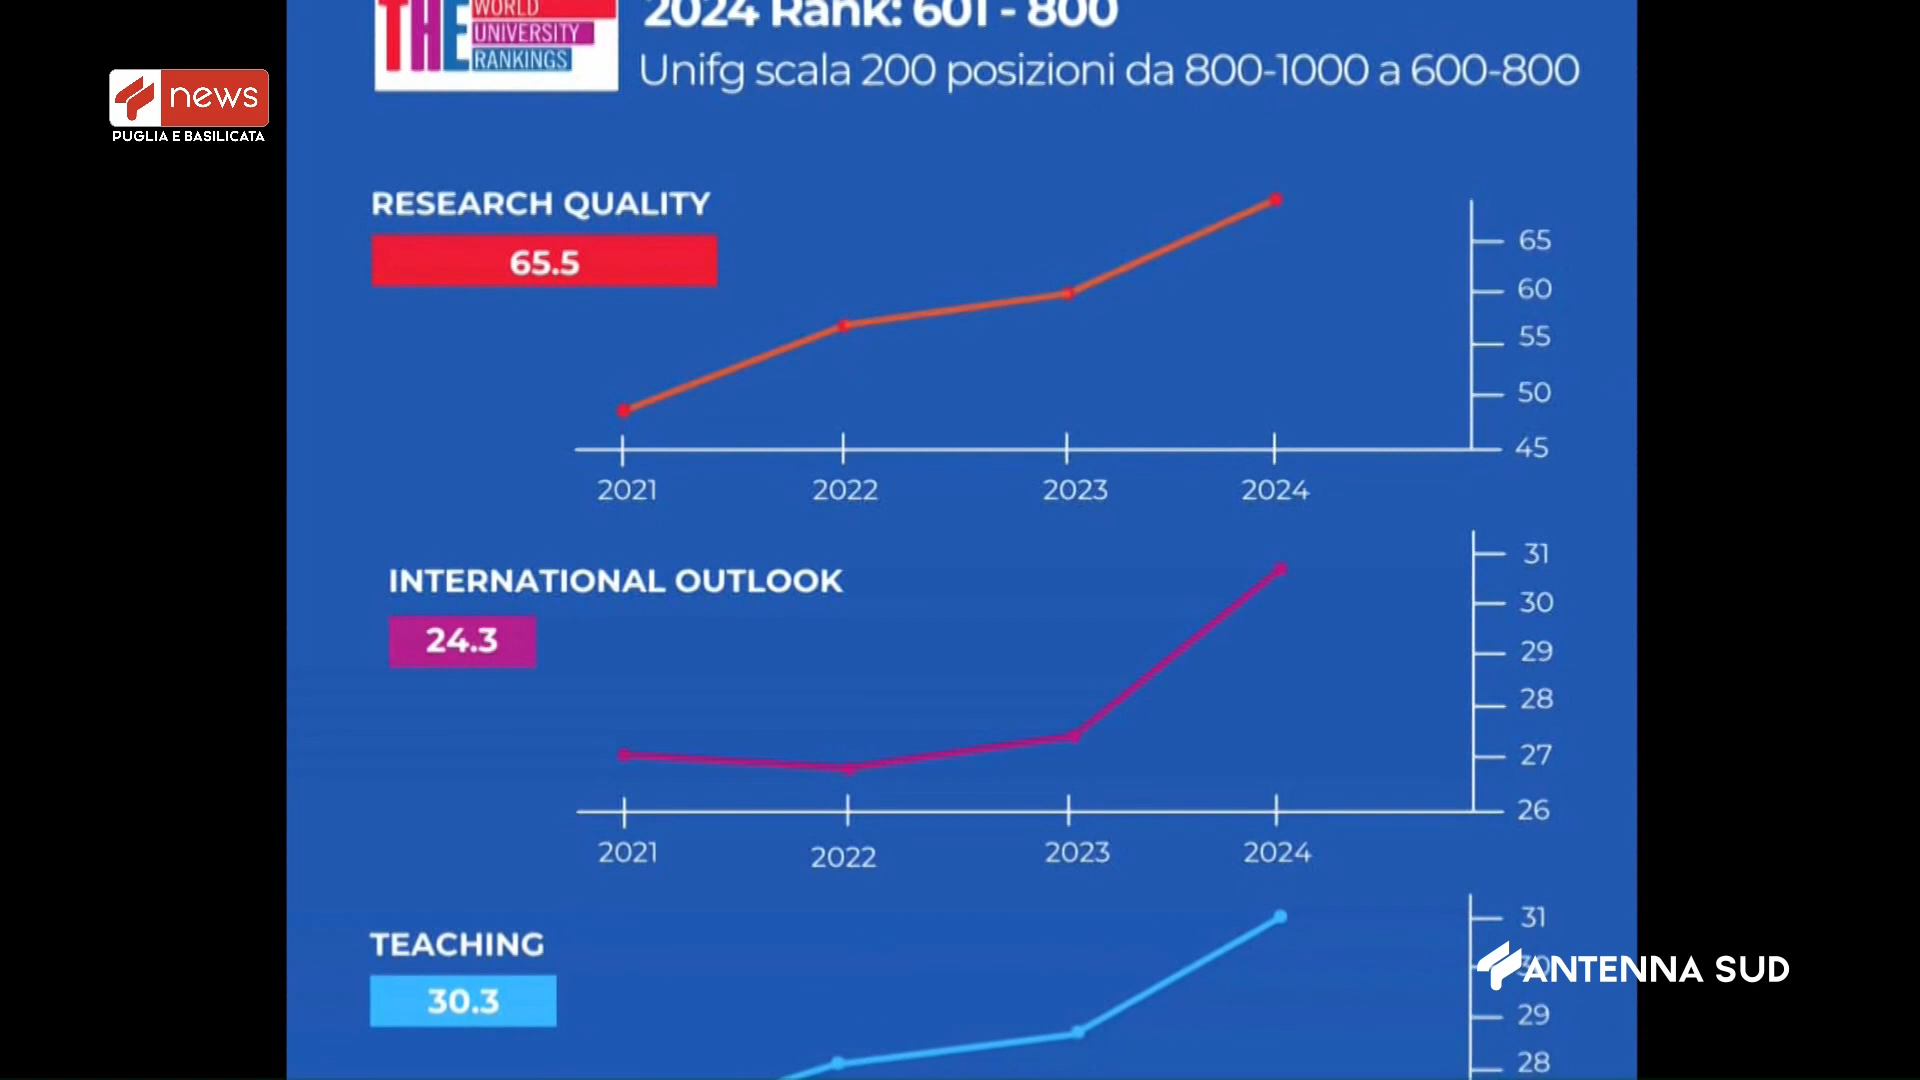 THE WORLD
UNIVERSITY
RANKINGS
2024 Rank: 601 - 800
Unifg scala 200 posizioni da 800-1000 a 600-800
news
PUGLIA E BASILICATA
RESEARCH QUALITY
65.5
65
60
55
50
45
2021 2022 2023 2024
INTERNATIONAL OUTLOOK
24.3
31
30
29
28
27
26
2021 2022 2023 2024
TEACHING
30.3
31
30
29
28
ANTENNA SUD